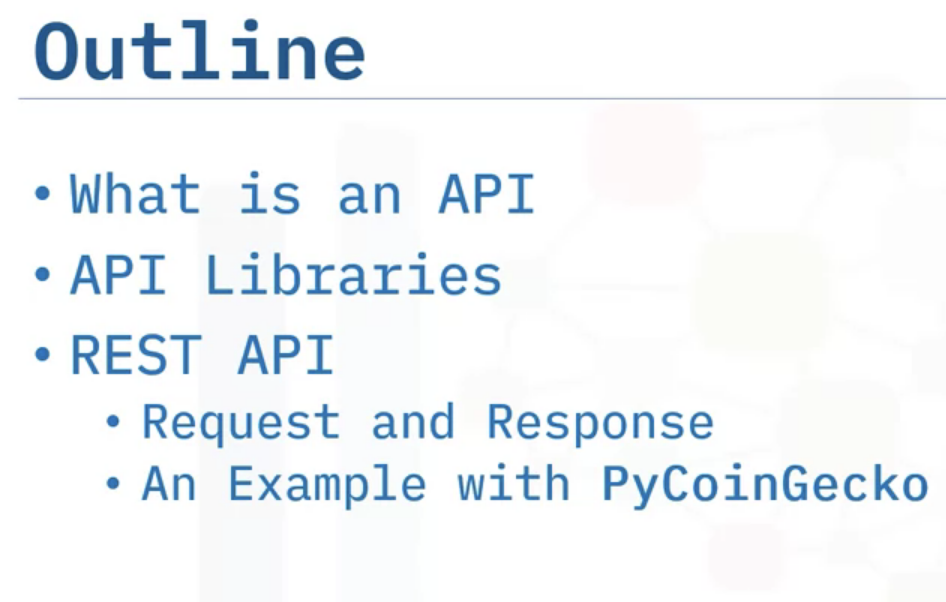 Outline
• What is an API
• API Libraries
• REST API
• Request and Response
• An Example with PyCoinGecko